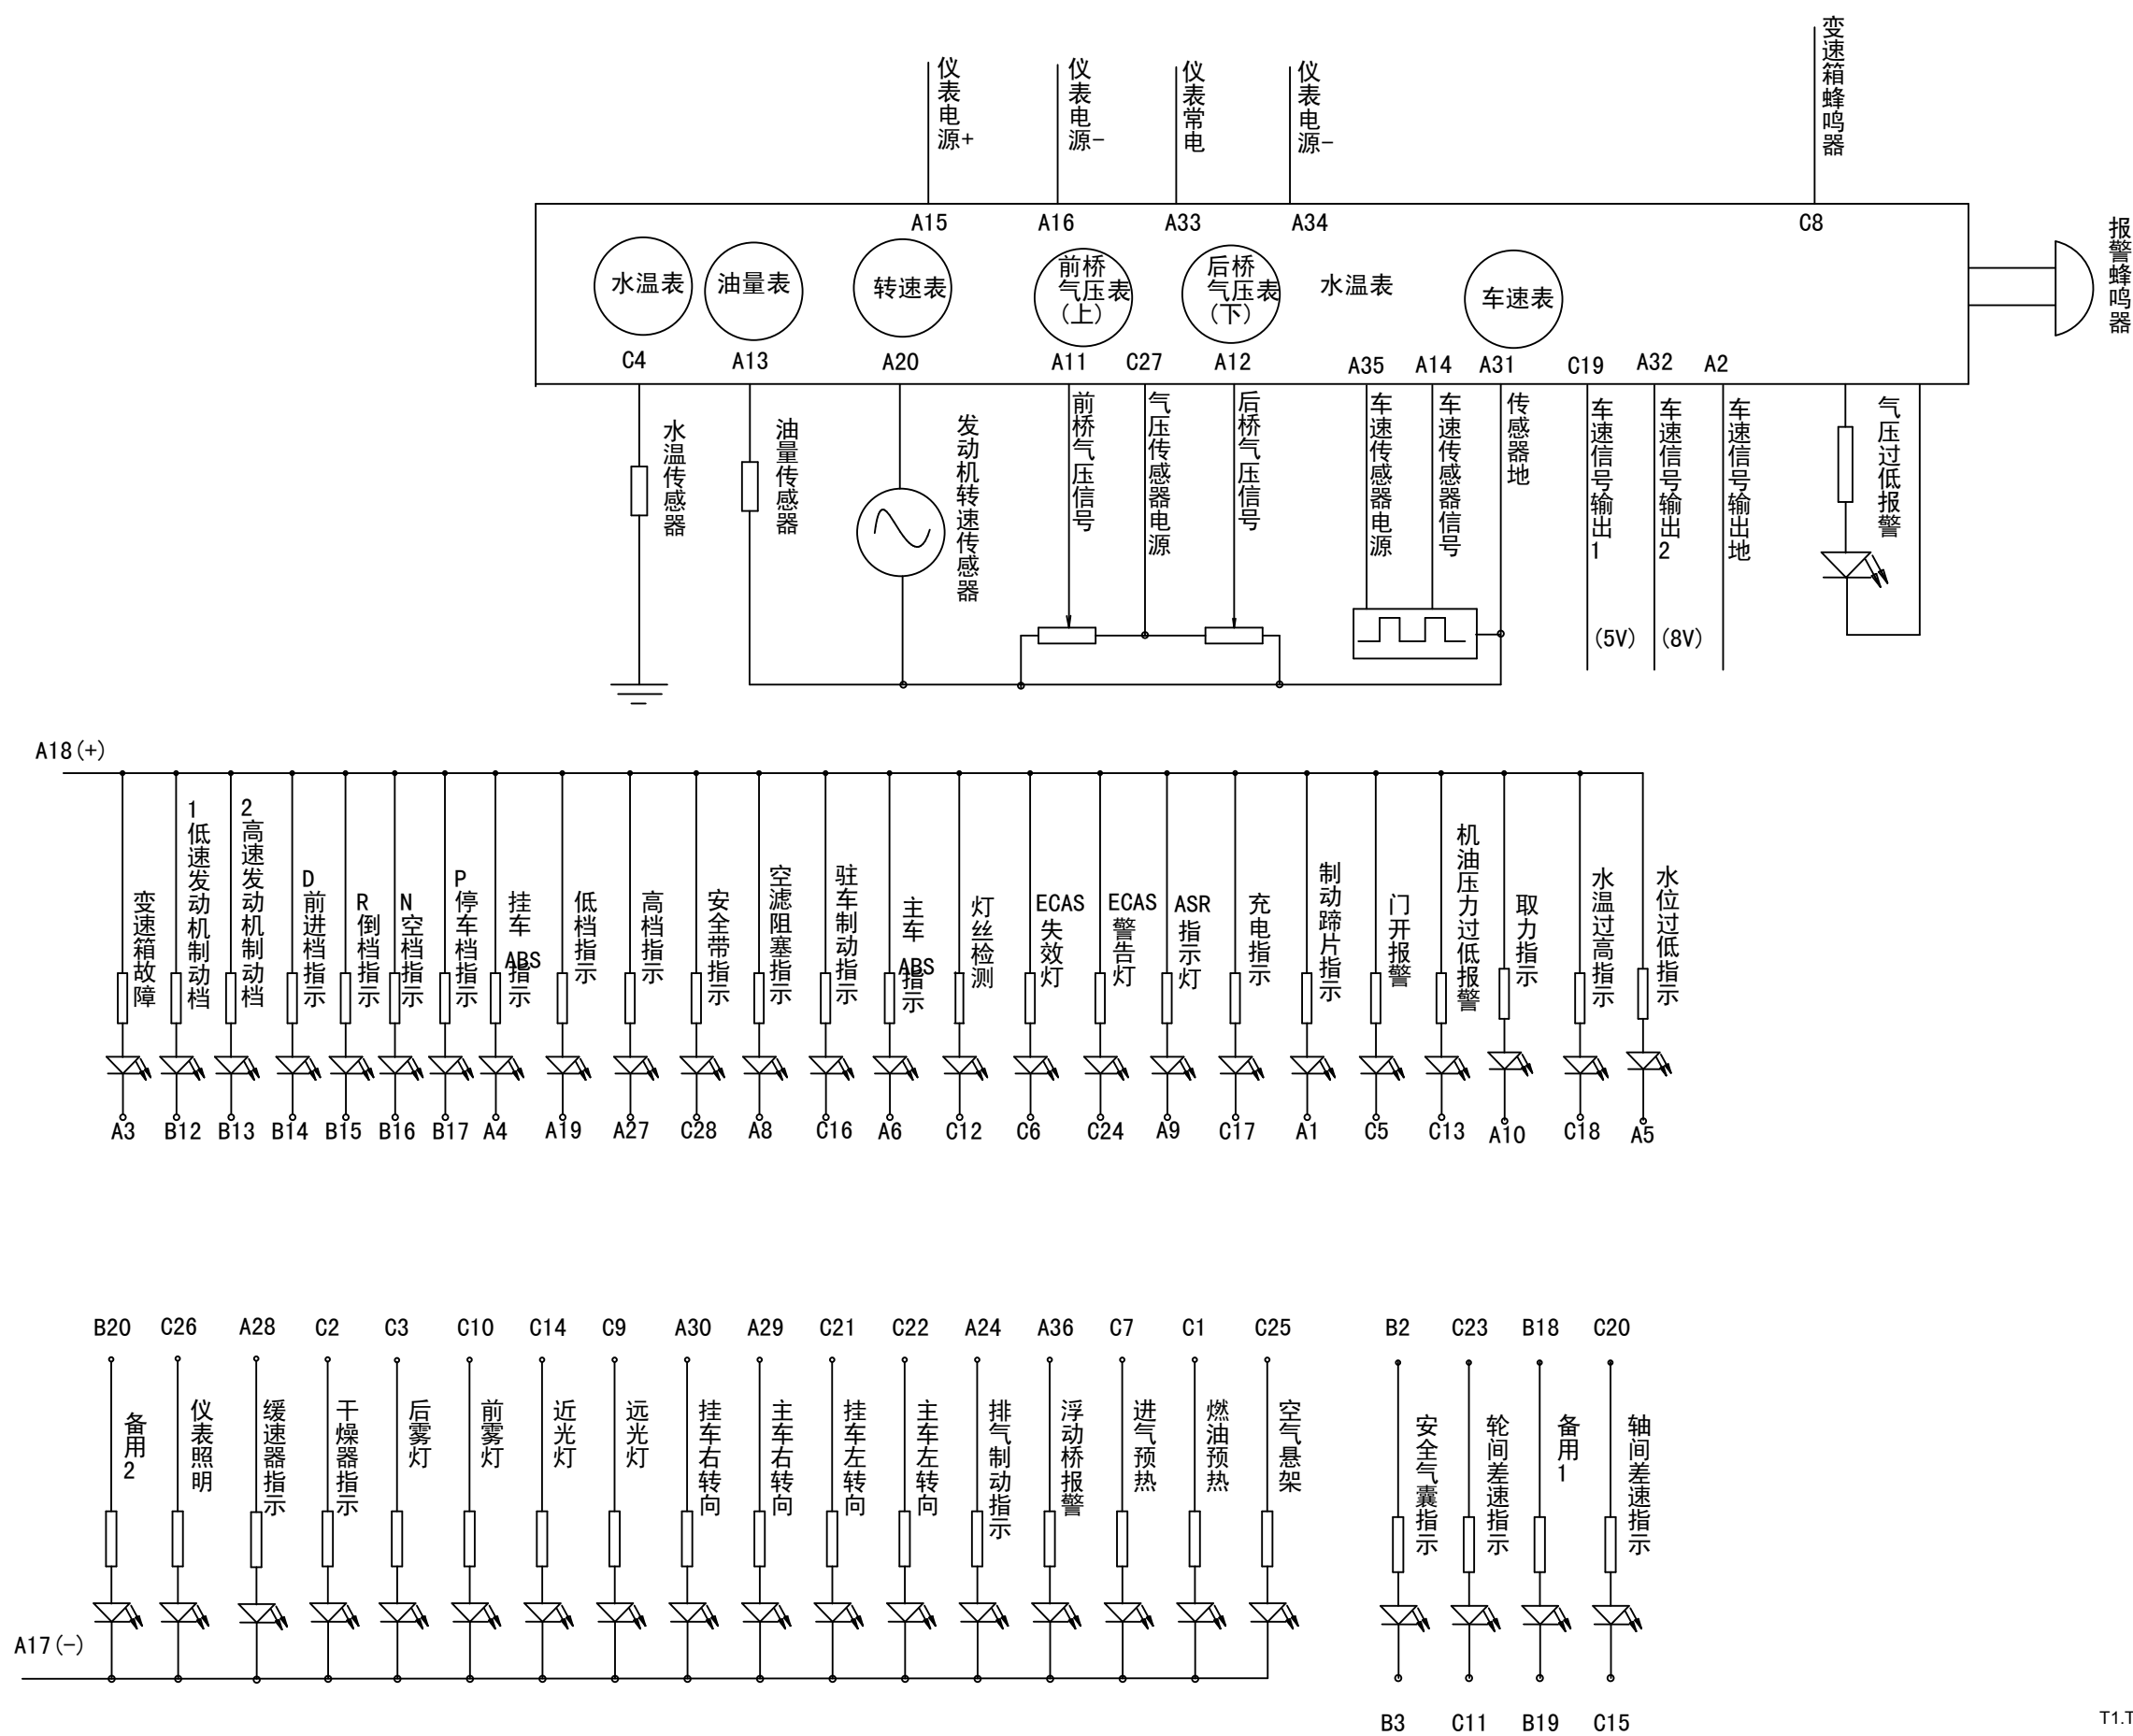 仪表电源+
仪表电源-
仪表常电
仪表电源-
变速箱蜂鸣器
A15
A16
A33
A34
C8
报警蜂鸣器
水温表
油量表
转速表
前桥
气压表
(上)
后桥
气压表
(下)
水温表
车速表
C4
A13
A20
A11
C27
A12
A35
A14
A31
C19
A32
A2
水温传感器
油量传感器
发动机转速传感器
前桥气压信号
气压传感器电源
后桥气压信号
车速传感器电源
车速传感器信号
传感器地
车速信号输出1
车速信号输出2
车速信号输出地
气压过低报警
(5V)
(8V)
A18(+)
变速箱故障
1低速发动机制动档
2高速发动机制动档
D前进档指示
R倒档指示
N空档指示
P停车档指示
挂车ABS指示
低档指示
高档指示
安全带指示
空滤阻塞指示
驻车制动指示
主车ABS指示
灯丝检测
ECAS失效灯
ECAS警告灯
ASR指示灯
充电指示
制动蹄片指示
门开报警
机油压力过低报警
取力指示
水温过高指示
水位过低指示
A3
B12
B13
B14
B15
B16
B17
A4
A19
A27
C28
A8
C16
A6
C12
C6
C24
A9
C17
A1
C5
C13
A10
C18
A5
B20
C26
A28
C2
C3
C10
C14
C9
A30
A29
C21
C22
A24
A36
C7
C1
C25
B2
C23
B18
C20
备用2
仪表照明
缓速器指示
干燥器指示
后雾灯
前雾灯
近光灯
远光灯
挂车右转向
主车右转向
挂车左转向
主车左转向
排气制动指示
浮动桥报警
进气预热
燃油预热
空气悬架
安全气囊指示
轮间差速指示
备用1
轴间差速指示
A17(-)
B3
C11
B19
C15
T1.T